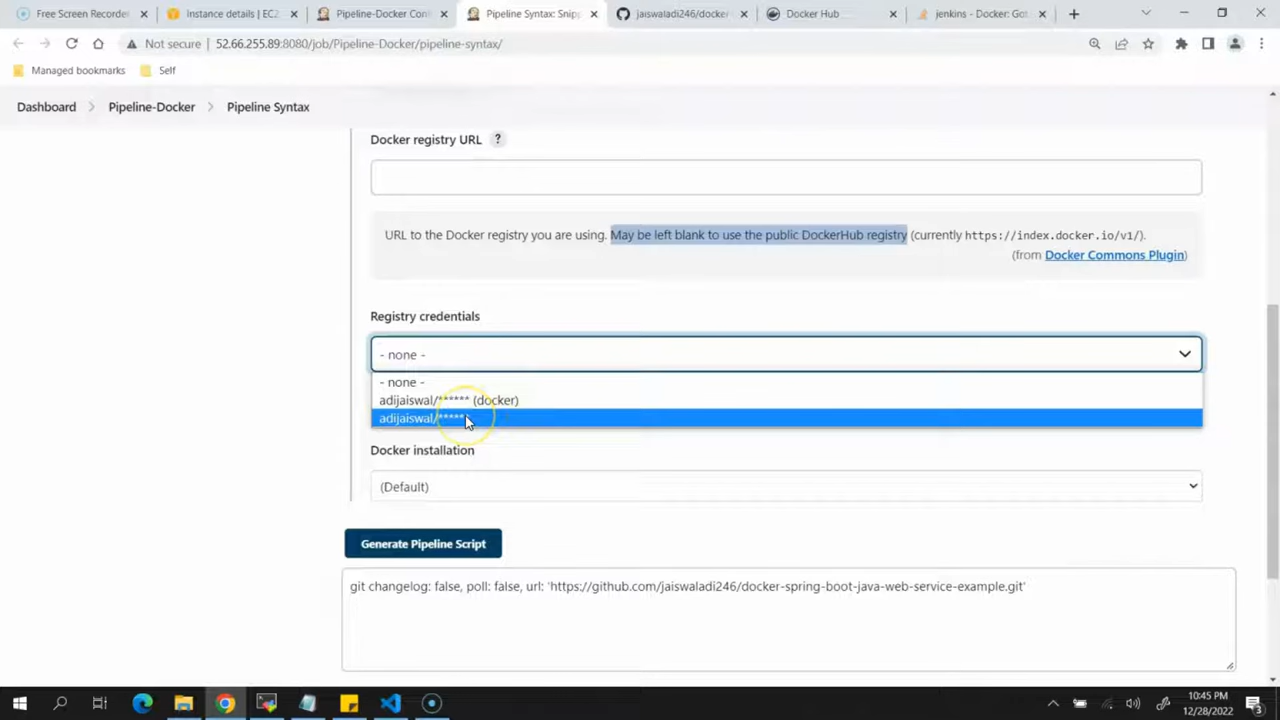 Free Screen Recorde
Instance details | EC2
Pipeline-Docker Con
Pipeline Syntax: Snip
jaiswaladi246/docker
Docker Hub
jenkins - Docker: Got
Not secure
52.66.255.89:8080/job/Pipeline-Docker/pipeline-syntax/
Managed bookmarks
Self
Dashboard
Pipeline-Docker
Pipeline Syntax
Docker registry URL ?
URL to the Docker registry you are using. May be left blank to use the public DockerHub registry (currently https://index.docker.io/v1/).
(from Docker Commons Plugin)
Registry credentials
- none -
- none -
adijaiswal/****** (docker)
adijaiswal/******
Docker installation
(Default)
Generate Pipeline Script
git changelog: false, poll: false, url: 'https://github.com/jaiswaladi246/docker-spring-boot-java-web-service-example.git'
10:45 PM
12/28/2022
3